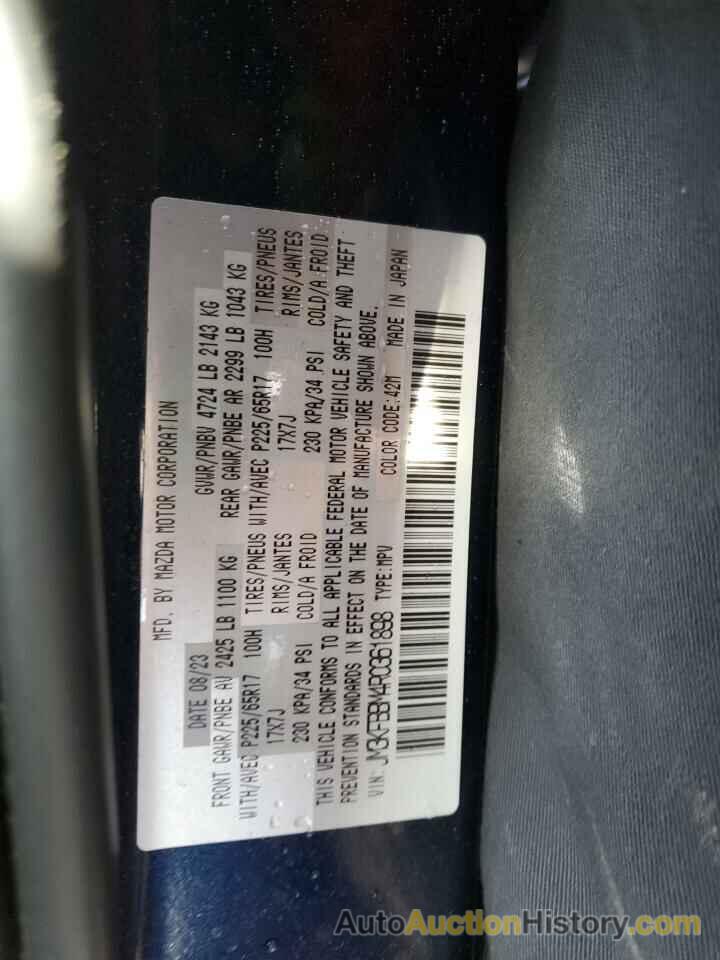 MFD. BY MAZDA MOTOR CORPORATION
DATE 08/23 GVWR/PNBV 4724 LB 2143 KG
FRONT GAWR/PNBE AV 2425 LB 1100 KG REAR GAWR/PNBE AR 2299 LB 1043 KG
WITH/AVEC P225/65R17 100H TIRES/PNEUS WITH/AVEC P225/65R17 100H TIRES/PNEUS
17X7J RIMS/JANTES 17X7J RIMS/JANTES
230 KPA/34 PSI COLD/A FROID 230 KPA/34 PSI COLD/A FROID
THIS VEHICLE CONFORMS TO ALL APPLICABLE FEDERAL MOTOR VEHICLE SAFETY AND THEFT
PREVENTION STANDARDS IN EFFECT ON THE DATE OF MANUFACTURE SHOWN ABOVE.
VIN: JM3KFBBM4R0361898 TYPE:MPV COLOR CODE:42M MADE IN JAPAN
AutoAuctionHistory.com